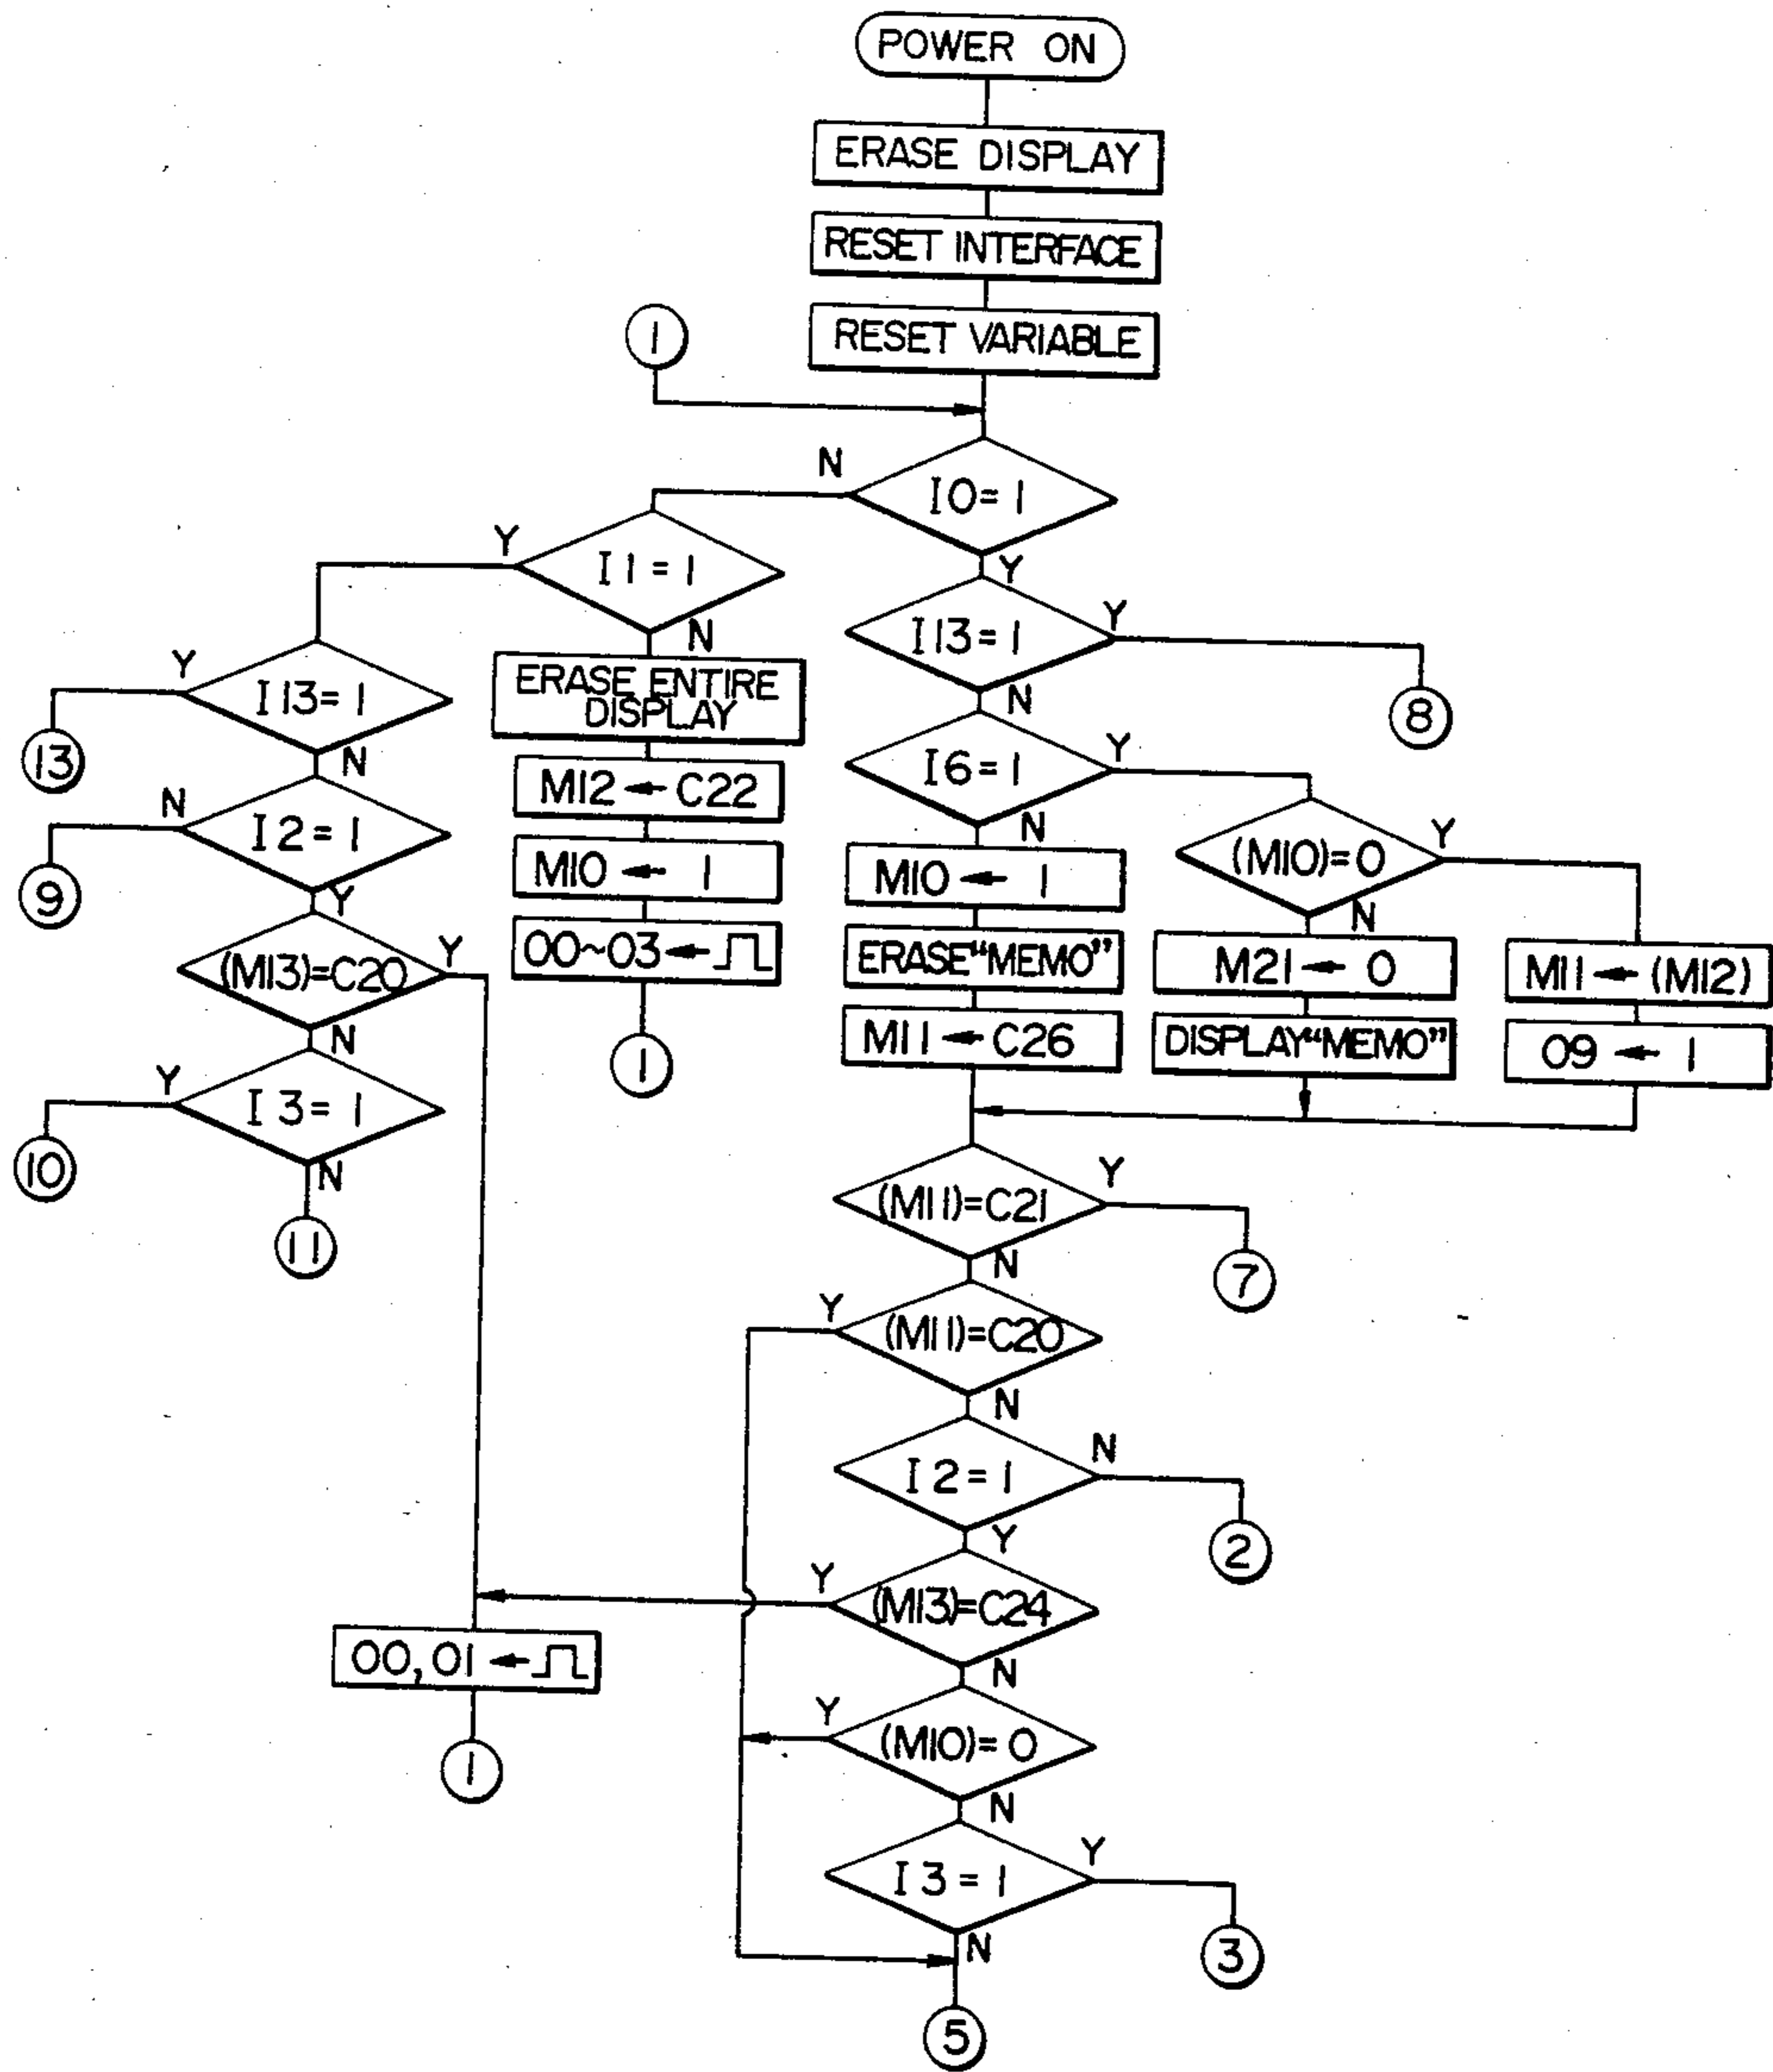 POWER ON
ERASE DISPLAY
RESET INTERFACE
RESET VARIABLE
1
N
I0=1
Y
Y
I1=1
N
I13=1
Y
8
N
Y
I13=1
13
N
ERASE ENTIRE
DISPLAY
M12←C22
M10←1
00~03←⎍
1
I6=1
Y
N
(M10)=0
Y
N
N
I2=1
9
Y
M10←1
ERASE“MEMO”
M11←C26
M21←0
DISPLAY“MEMO”
M11←(M12)
09←1
(M13)=C20
Y
N
Y
I3=1
10
N
11
(M11)=C21
Y
7
N
Y
(M11)=C20
N
I2=1
N
2
Y
Y
(M13)=C24
N
00,01←⎍
1
Y
(M10)=0
N
I3=1
Y
3
N
5